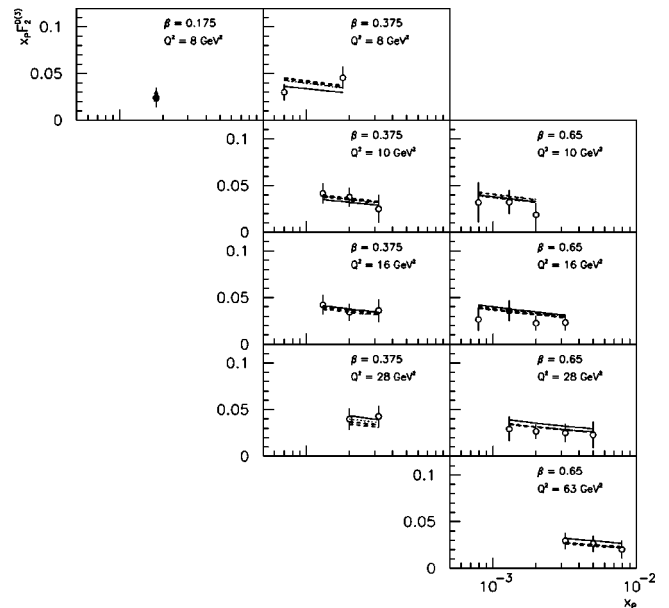 x_P F_2^D(3)
0.1
β = 0.175
Q² = 8 GeV²
β = 0.375
Q² = 8 GeV²
0.05
0
0.1
β = 0.375
Q² = 10 GeV²
β = 0.65
Q² = 10 GeV²
0.05
0
0.1
β = 0.375
Q² = 16 GeV²
β = 0.65
Q² = 16 GeV²
0.05
0
0.1
β = 0.375
Q² = 28 GeV²
β = 0.65
Q² = 28 GeV²
0.05
0
0.1
β = 0.65
Q² = 63 GeV²
0.05
0
10⁻³
10⁻²
x_P